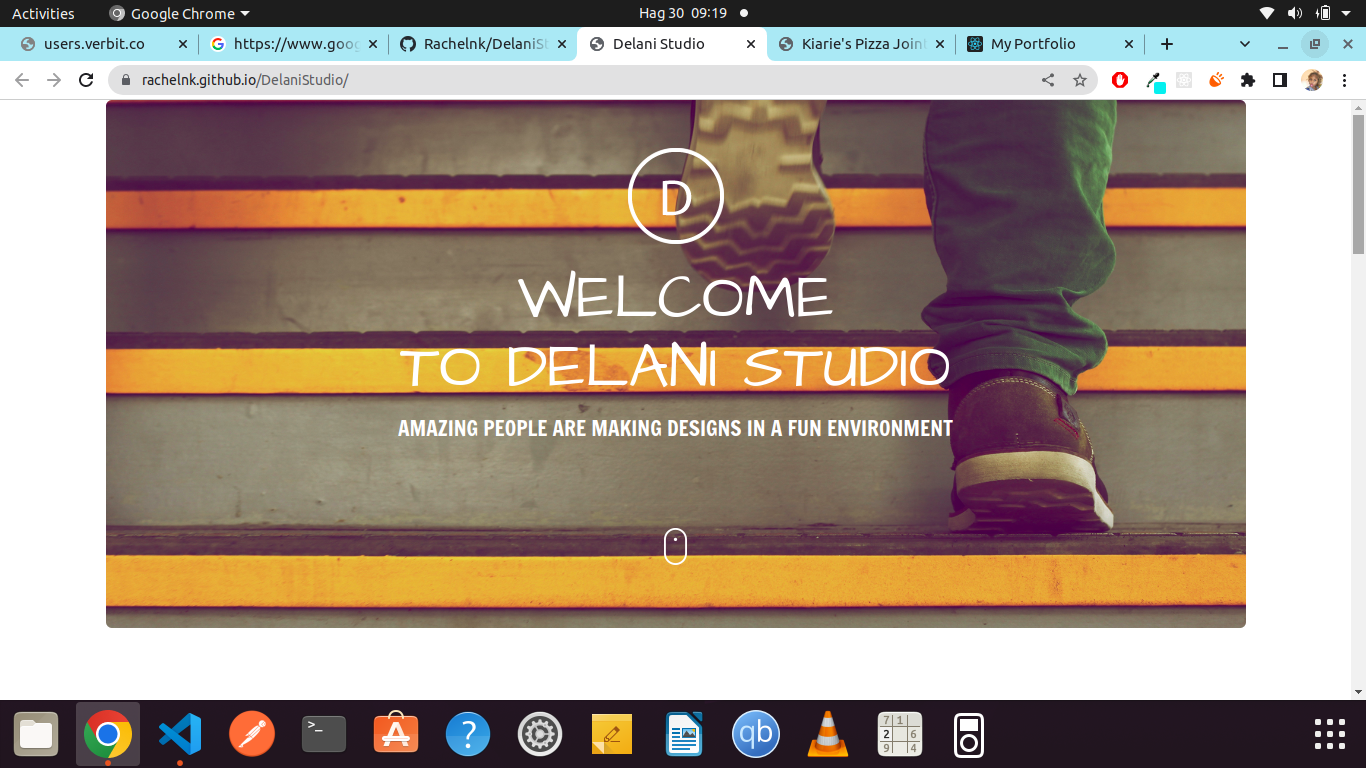 Activities
Google Chrome
Hag 30 09:19
users.verbit.co
https://www.goog
Rachelnk/DelaniSt
Delani Studio
Kiarie's Pizza Joint
My Portfolio
rachelnk.github.io/DelaniStudio/
D
WELCOME
TO DELANI STUDIO
AMAZING PEOPLE ARE MAKING DESIGNS IN A FUN ENVIRONMENT
>_
A
?
qb
7 1
2 6
9 4